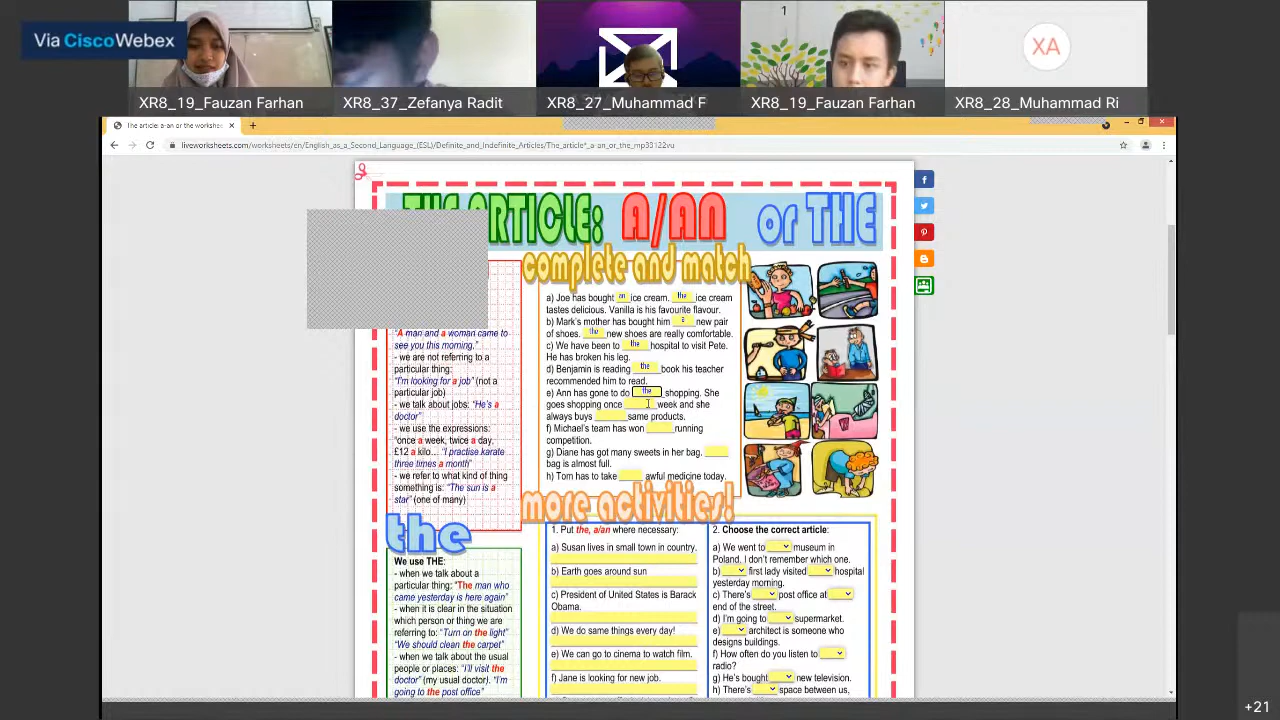 Via CiscoWebex
XR8_19_Fauzan Farhan
XR8_37_Zefanya Radit
XR8_27_Muhammad F
1
XR8_19_Fauzan Farhan
XA
XR8_28_Muhammad Ri
The article: a-an or the workshe
liveworksheets.com/worksheets/en/English_as_a_Second_Language_(ESL)/Definite_and_Indefinite_Articles/The_article*_a-an_or_the_mp33122vu
THE ARTICLE: A/AN or THE
complete and match
a) Joe has bought an ice cream. the ice cream
tastes delicious. Vanilla is his favourite flavour.
b) Mark's mother has bought him a new pair
of shoes. the new shoes are really comfortable.
c) We have been to the hospital to visit Pete.
He has broken his leg.
d) Benjamin is reading the book his teacher
recommended him to read.
e) Ann has gone to do the shopping. She
goes shopping once week and she
always buys same products.
f) Michael's team has won running
competition.
g) Diane has got many sweets in her bag.
bag is almost full.
h) Tom has to take awful medicine today.
"A man and a woman came to
see you this morning."
- we are not referring to a
particular thing:
"I'm looking for a job" (not a
particular job)
- we talk about jobs: "He's a
doctor"
- we use the expressions:
"once a week, twice a day,
£12 a kilo… "I practise karate
three times a month"
- we refer to what kind of thing
something is: "The sun is a
star" (one of many)
the
We use THE:
- when we talk about a
particular thing: "The man who
came yesterday is here again"
- when it is clear in the situation
which person or thing we are
referring to: "Turn on the light"
"We should clean the carpet"
- when we talk about the usual
people or places: "I'll visit the
doctor" (my usual doctor). "I'm
going to the post office"
more activities!
1. Put the, a/an where necessary:
a) Susan lives in small town in country.
b) Earth goes around sun
c) President of United States is Barack
Obama.
d) We do same things every day!
e) We can go to cinema to watch film.
f) Jane is looking for new job.
2. Choose the correct article:
a) We went to museum in
Poland. I don't remember which one.
b) first lady visited hospital
yesterday morning.
c) There's post office at
end of the street.
d) I'm going to supermarket.
e) architect is someone who
designs buildings.
f) How often do you listen to
radio?
g) He's bought new television.
h) There's space between us,
+21